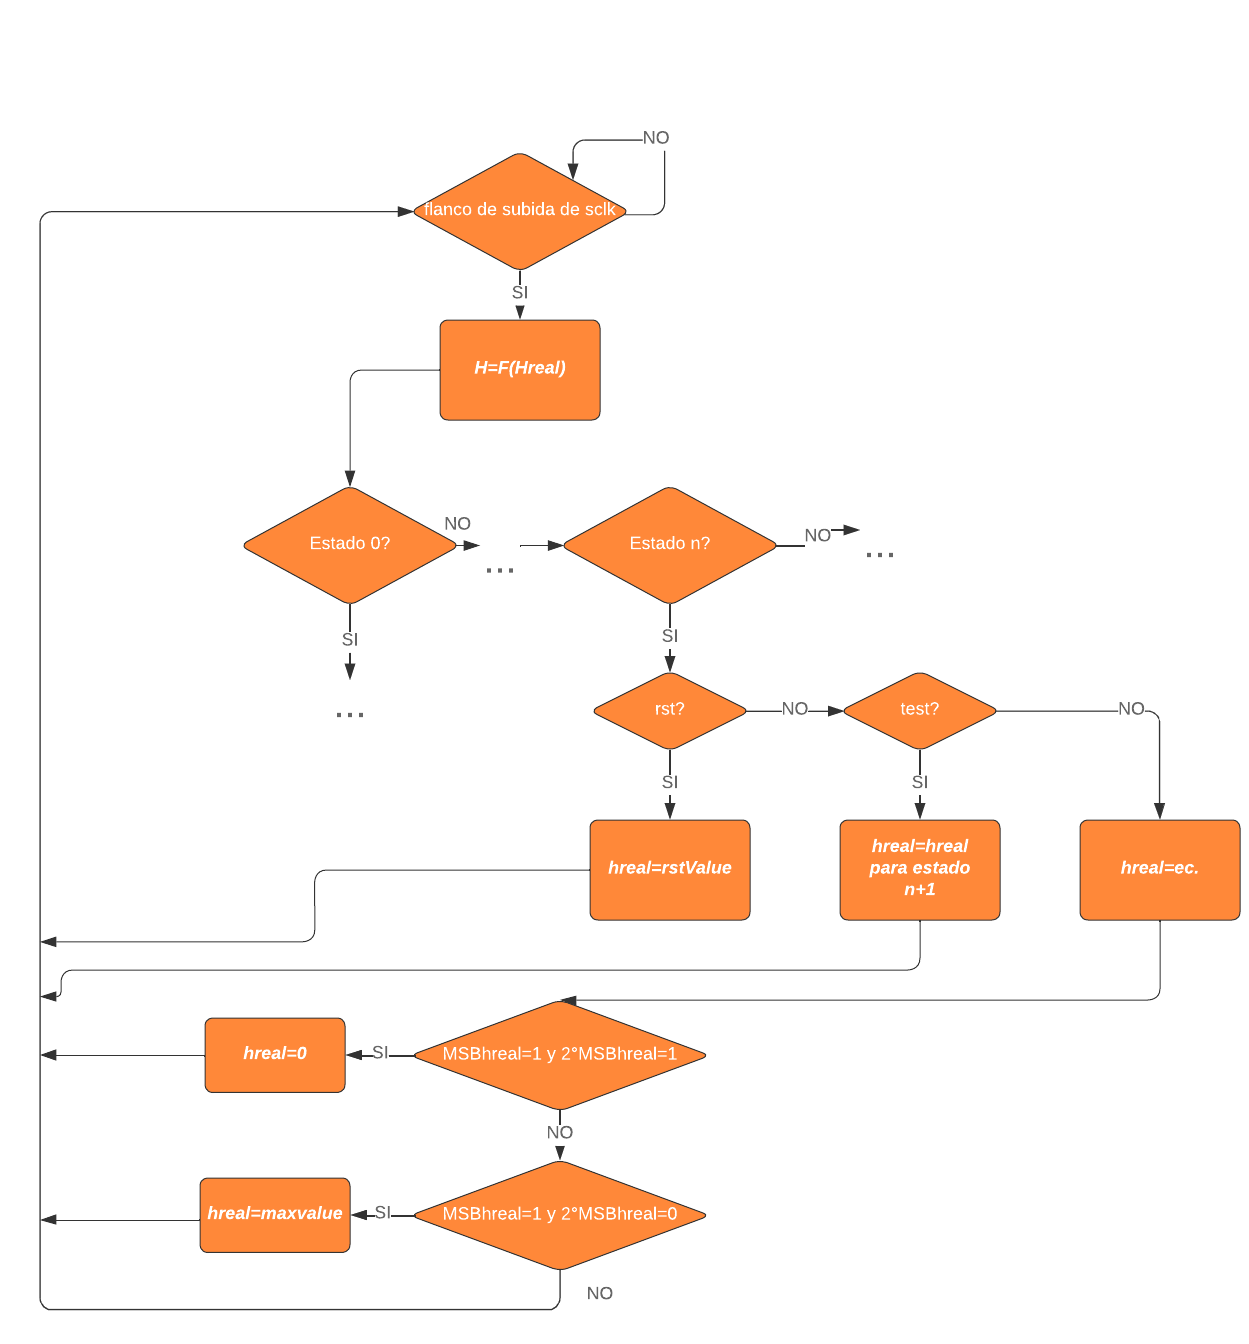 NO
flanco de subida de sclk
SI
H=F(Hreal)
Estado 0?
NO
...
Estado n?
NO
...
SI
...
SI
rst?
NO
test?
NO
SI
SI
hreal=rstValue
hreal=hreal
para estado
n+1
hreal=ec.
hreal=0
SI
MSBhreal=1 y 2°MSBhreal=1
NO
hreal=maxvalue
SI
MSBhreal=1 y 2°MSBhreal=0
NO